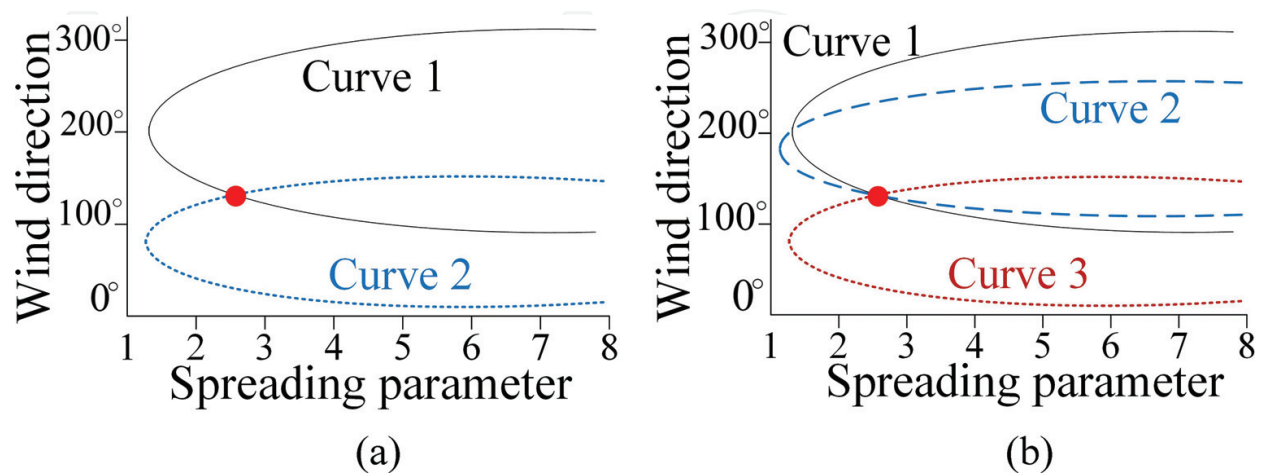 Wind direction
300°
200°
100°
0°
Curve 1
Curve 2
1 2 3 4 5 6 7 8
Spreading parameter
(a)
Wind direction
300°
200°
100°
0°
Curve 1
Curve 2
Curve 3
1 2 3 4 5 6 7 8
Spreading parameter
(b)